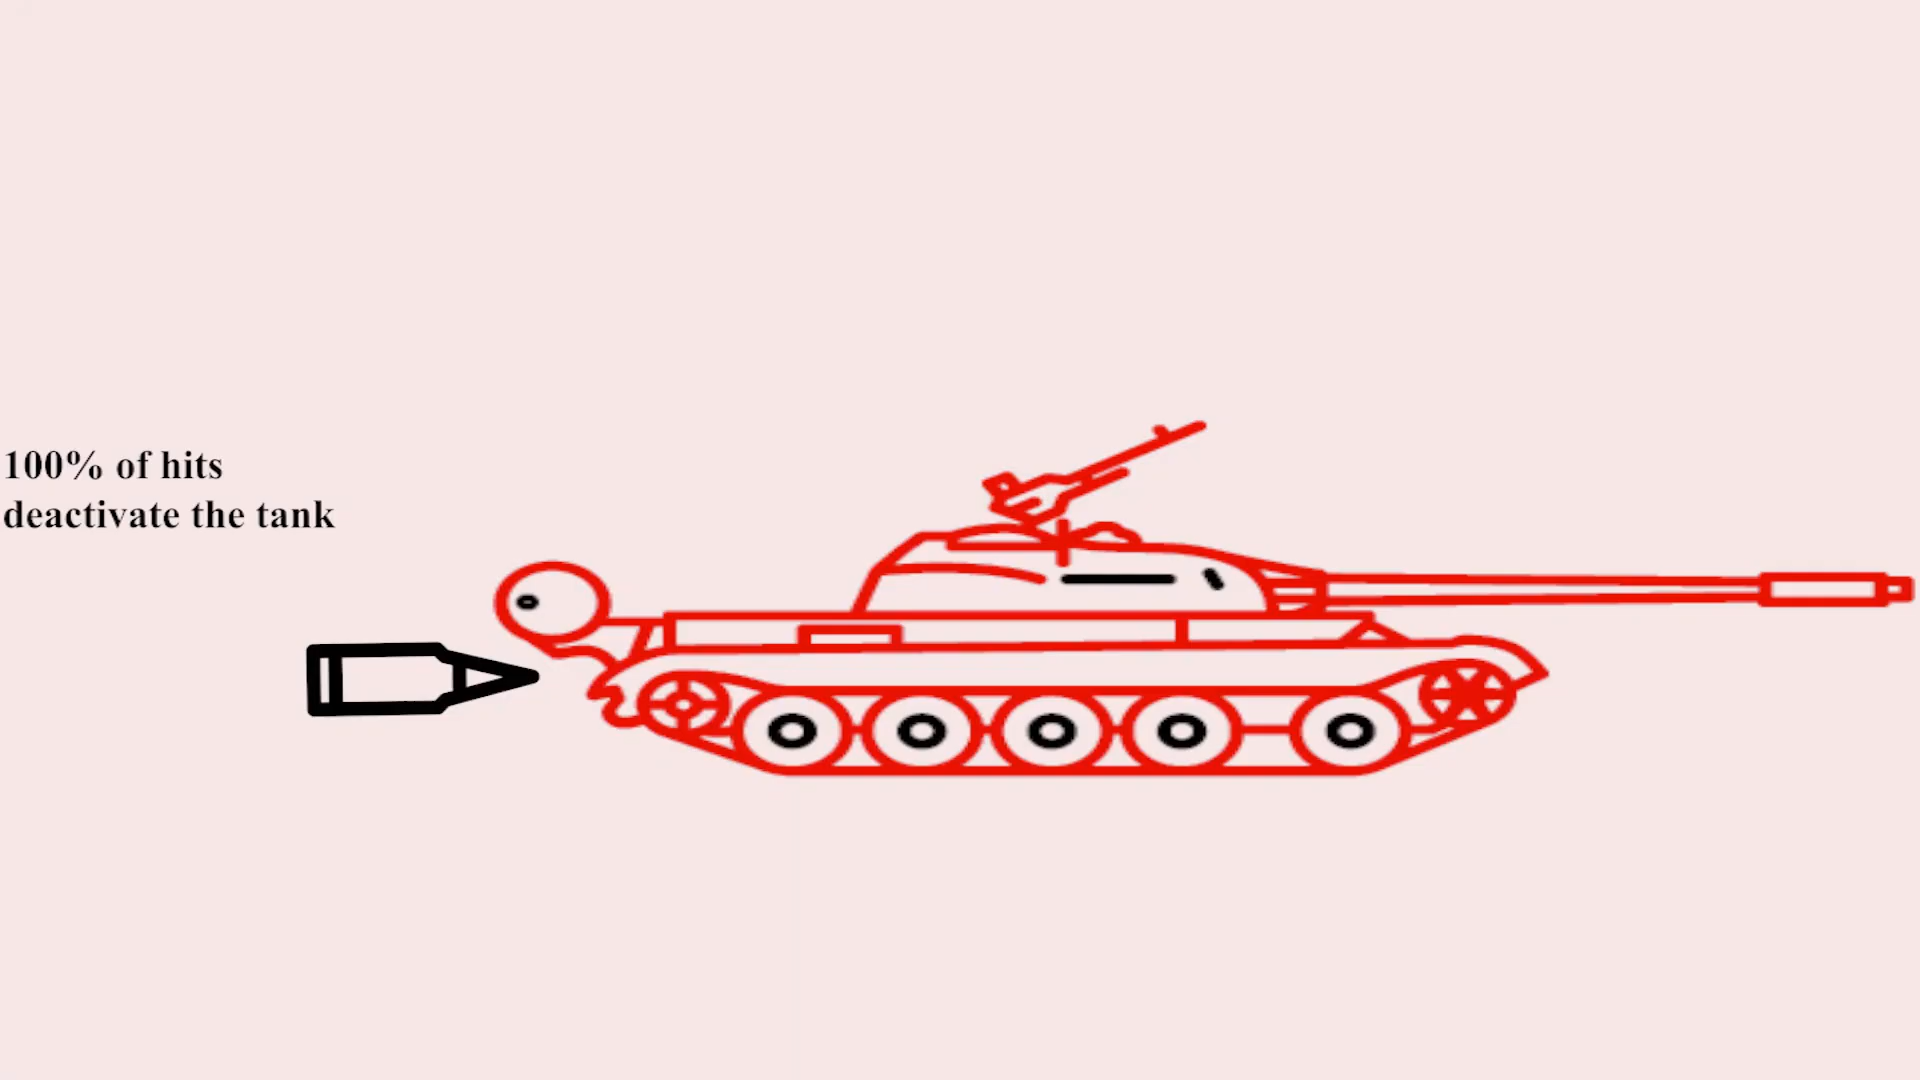 100% of hits
deactivate the tank